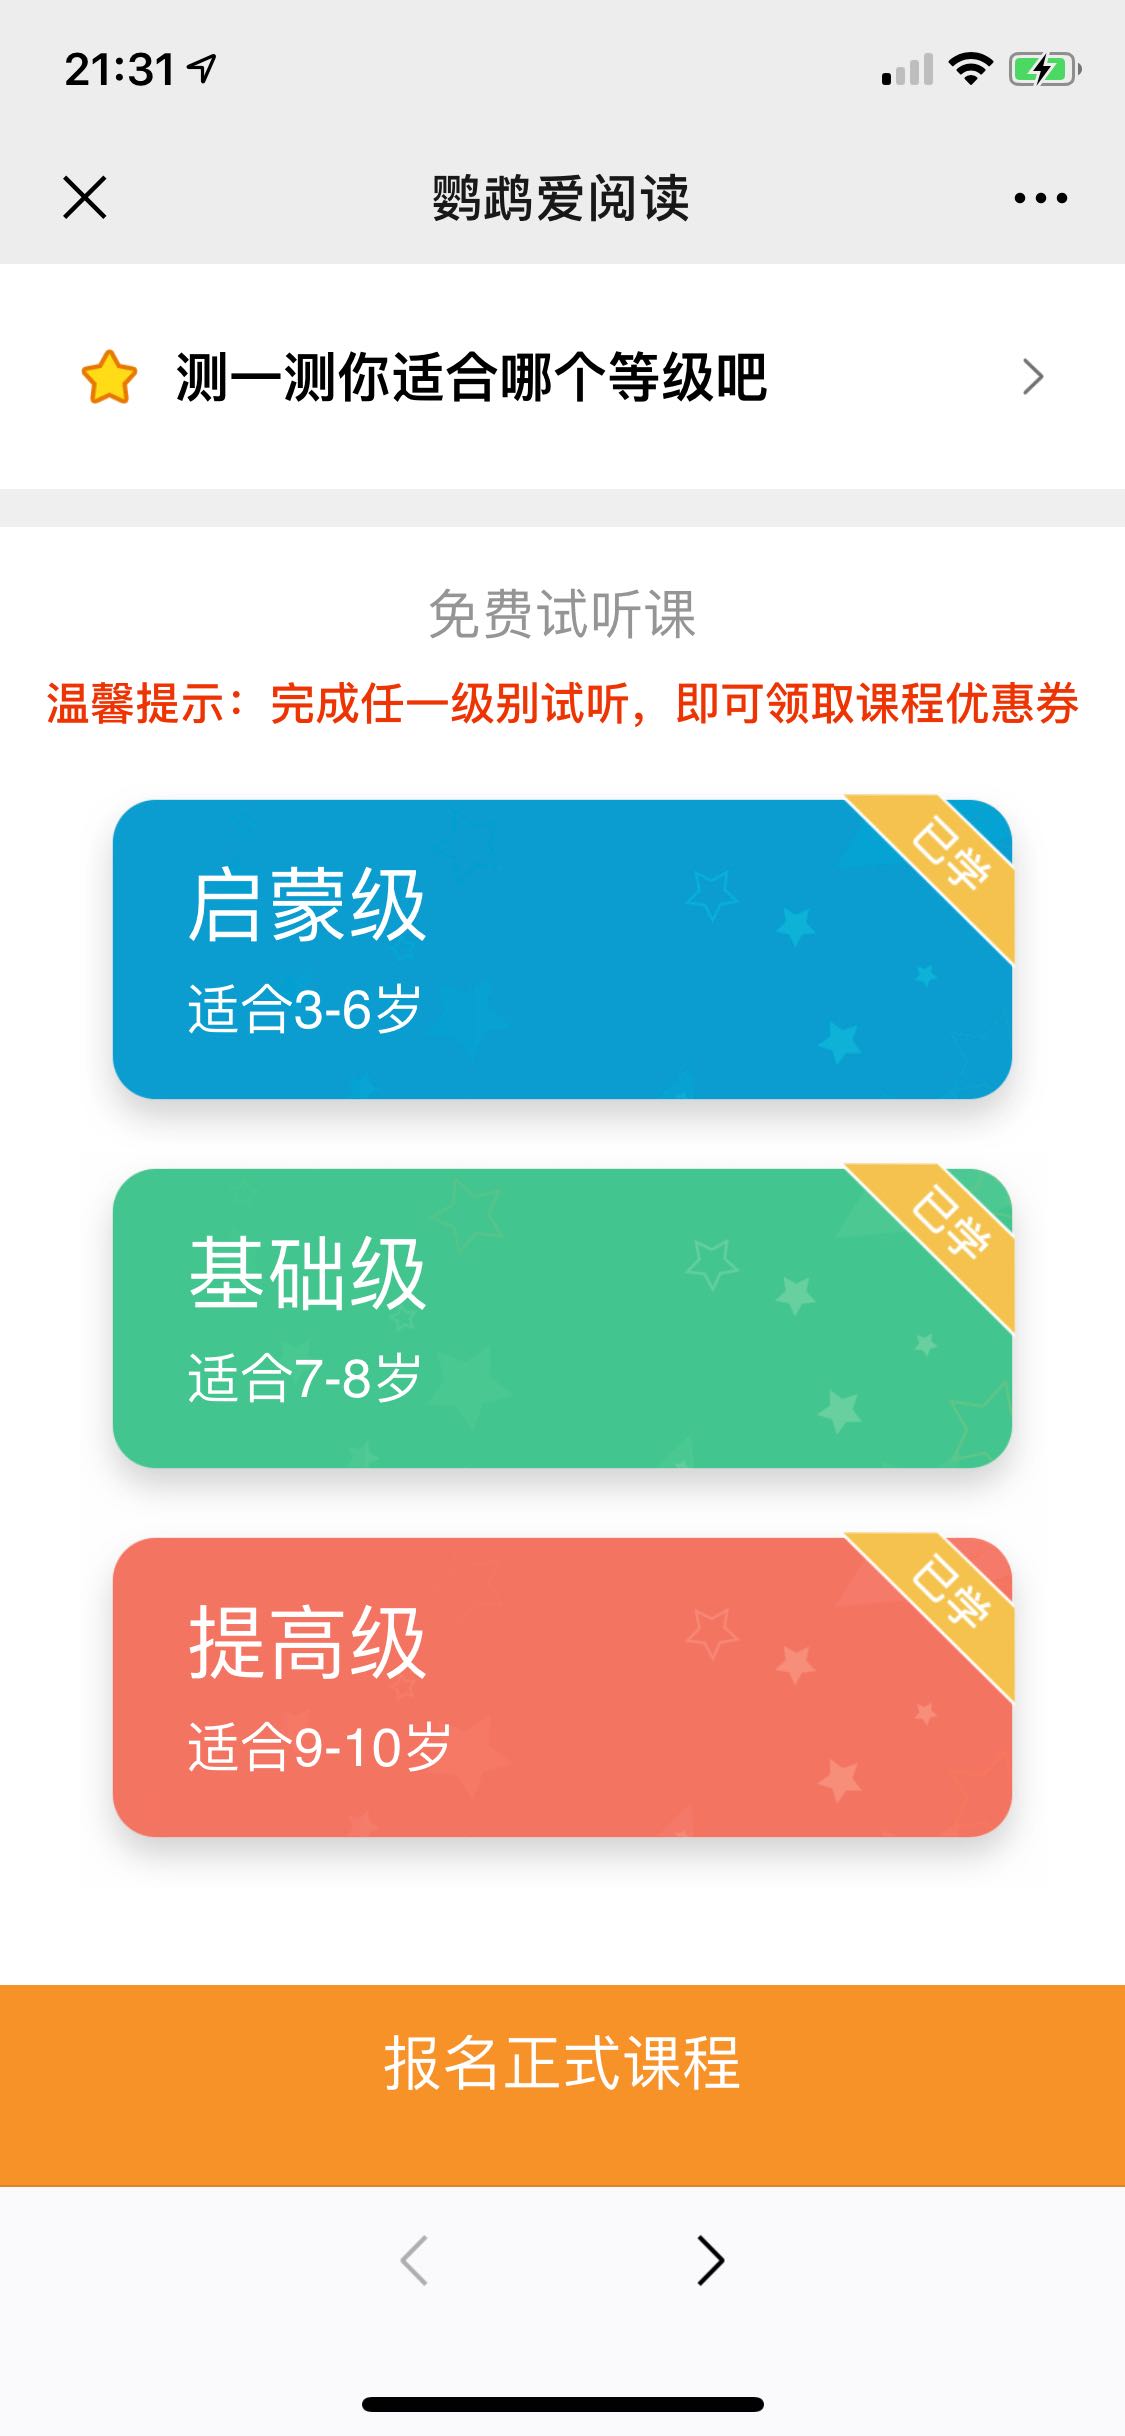 21:31
鹦鹉爱阅读
测一测你适合哪个等级吧
免费试听课
温馨提示：完成任一级别试听，即可领取课程优惠券
已学
启蒙级
适合3-6岁
已学
基础级
适合7-8岁
已学
提高级
适合9-10岁
报名正式课程